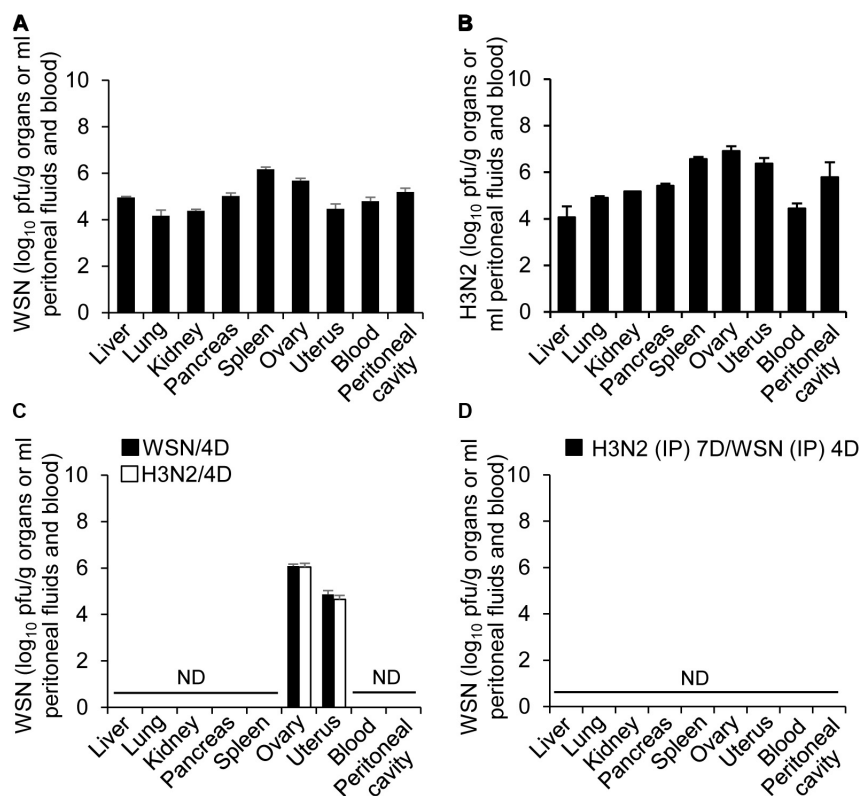 A
WSN (log10 pfu/g organs or ml
peritoneal fluids and blood)
10
8
6
4
2
0
Liver
Lung
Kidney
Pancreas
Spleen
Ovary
Uterus
Blood
Peritoneal
cavity
B
H3N2 (log10 pfu/g organs or
ml peritoneal fluids and blood)
10
8
6
4
2
0
Liver
Lung
Kidney
Pancreas
Spleen
Ovary
Uterus
Blood
Peritoneal
cavity
C
WSN/4D
H3N2/4D
WSN (log10 pfu/g organs or ml
peritoneal fluids and blood)
10
8
6
4
2
0
ND
ND
Liver
Lung
Kidney
Pancreas
Spleen
Ovary
Uterus
Blood
Peritoneal
cavity
D
H3N2 (IP) 7D/WSN (IP) 4D
WSN (log10 pfu/g organs or ml
peritoneal fluids and blood)
10
8
6
4
2
0
ND
Liver
Lung
Kidney
Pancreas
Spleen
Ovary
Uterus
Blood
Peritoneal
cavity